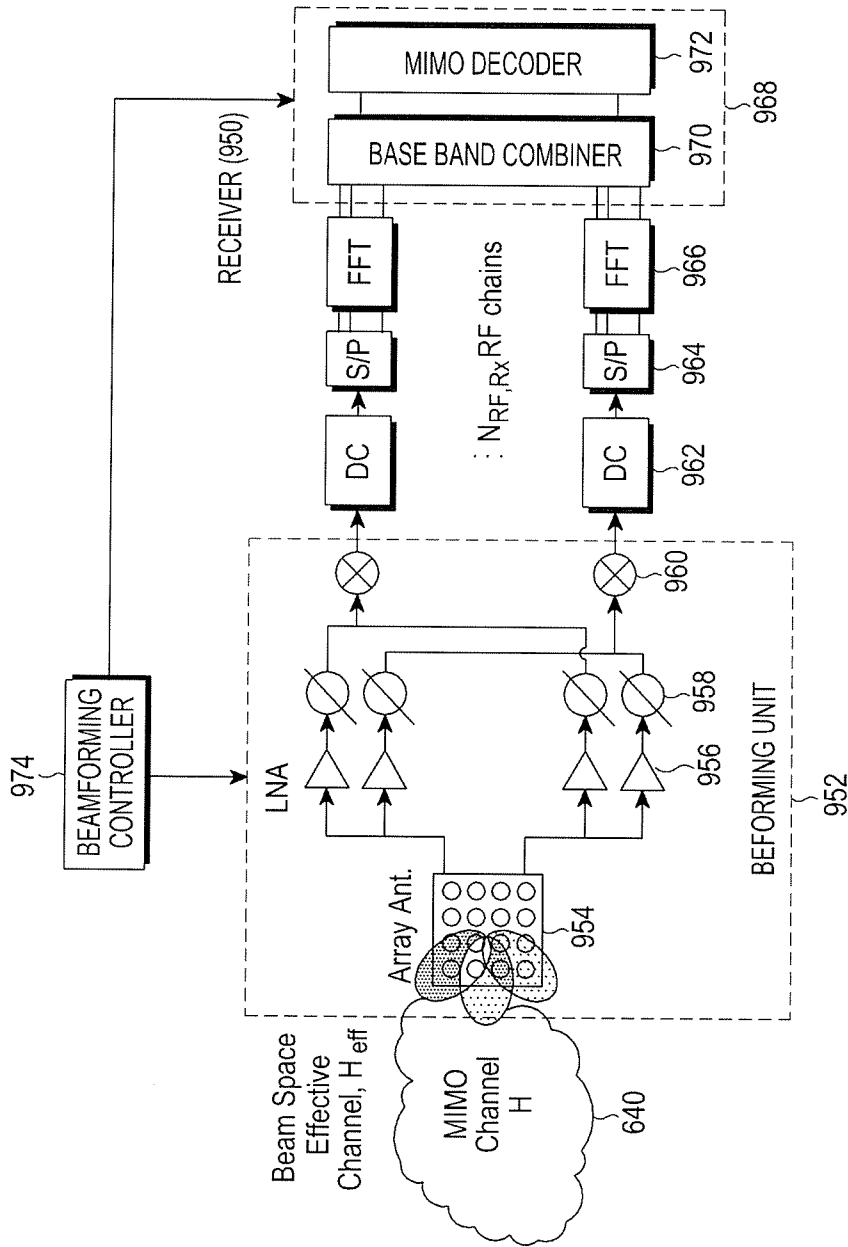 974
BEAMFORMING
CONTROLLER
RECEIVER (950)
Beam Space
Effective
Channel, Heff
MIMO
Channel
H
640
Array Ant.
954
LNA
956
958
960
BEFORMING UNIT
952
DC
S/P
FFT
⋮ NRF,Rx RF chains
DC
962
S/P
964
FFT
966
BASE BAND COMBINER
970
MIMO DECODER
972
968